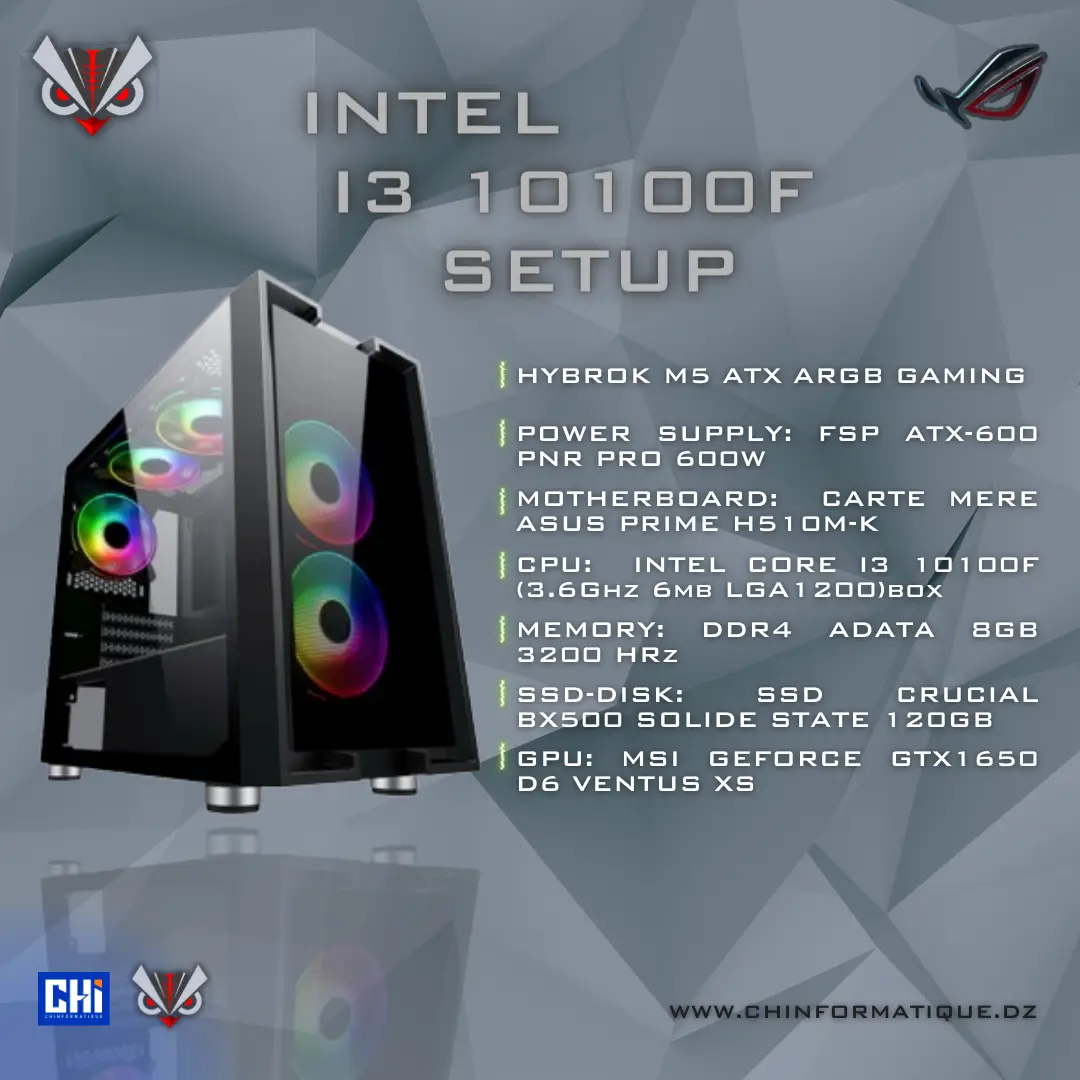 INTEL
I3 10100F
SETUP
HYBROK M5 ATX ARGB GAMING
POWER SUPPLY: FSP ATX-600
PNR PRO 600W
MOTHERBOARD: CARTE MERE
ASUS PRIME H510M-K
CPU: INTEL CORE I3 10100F
(3.6GHZ 6MB LGA1200)BOX
MEMORY: DDR4 ADATA 8GB
3200 HRZ
SSD-DISK: SSD CRUCIAL
BX500 SOLIDE STATE 120GB
GPU: MSI GEFORCE GTX1650
D6 VENTUS XS
CHi
CHINFORMATIQUE
WWW.CHINFORMATIQUE.DZ